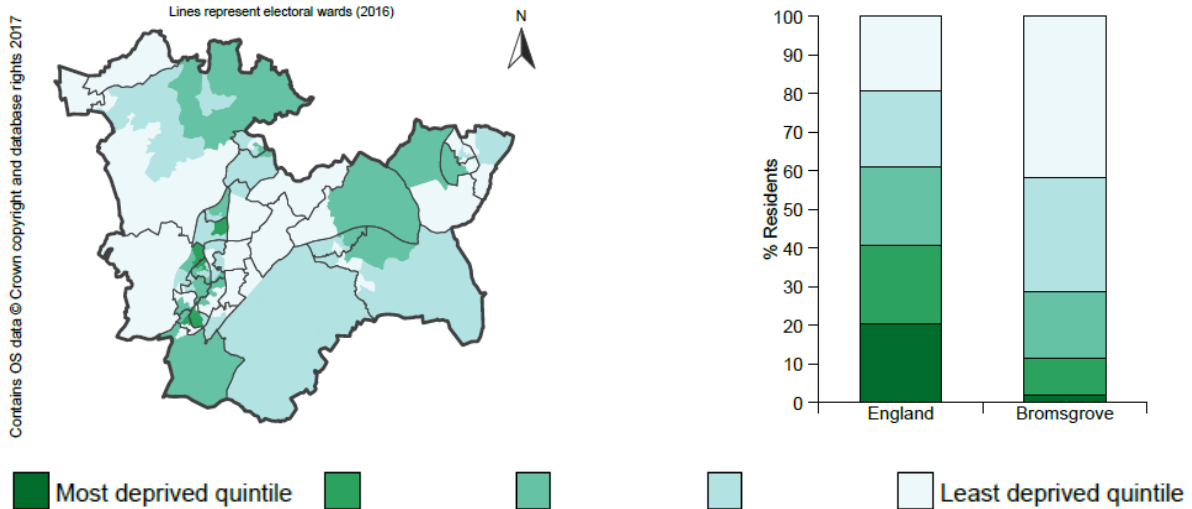 Lines represent electoral wards (2016)
N
Contains OS data © Crown copyright and database rights 2017
% Residents
100
90
80
70
60
50
40
30
20
10
0
England
Bromsgrove
Most deprived quintile
Least deprived quintile